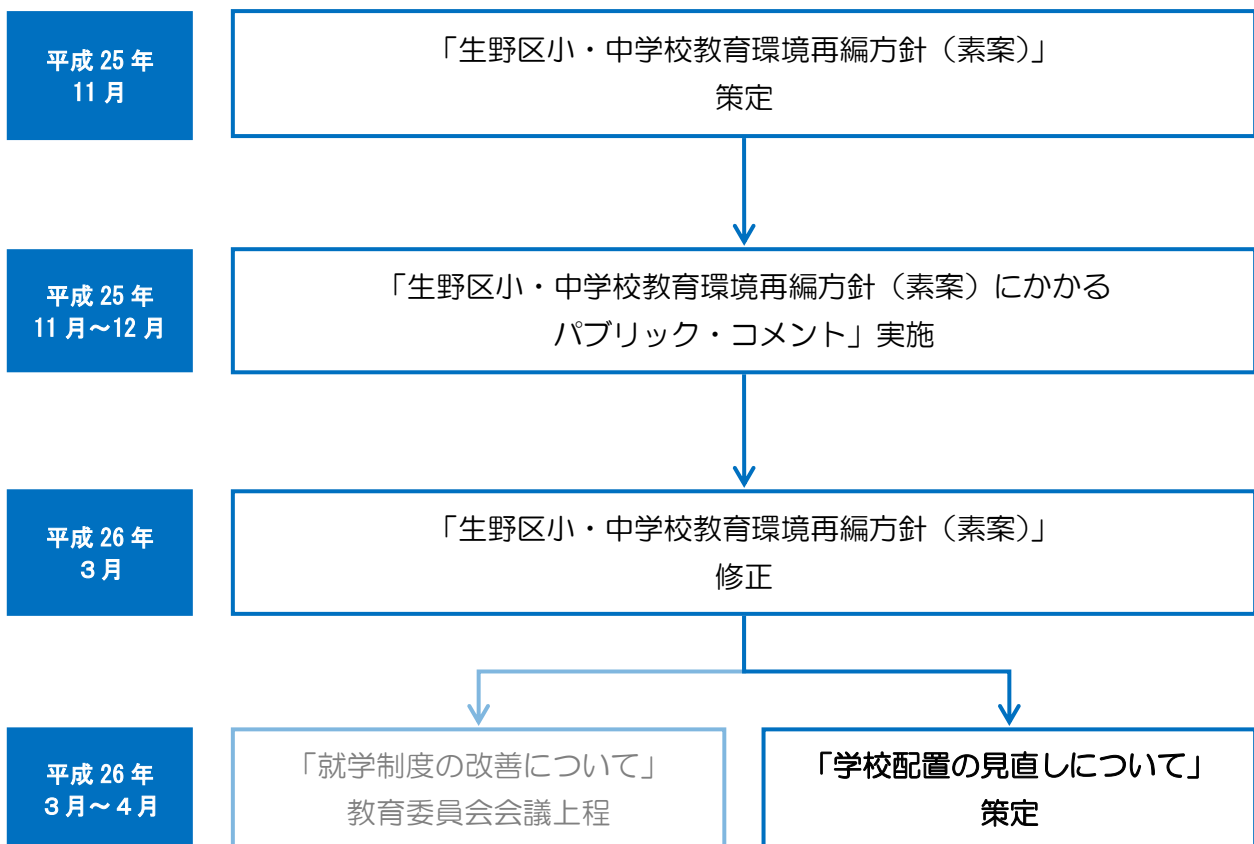 平成 25 年
11 月
「生野区小・中学校教育環境再編方針（素案）」
策定
平成 25 年
11 月～12 月
「生野区小・中学校教育環境再編方針（素案）にかかる
パブリック・コメント」実施
平成 26 年
３月
「生野区小・中学校教育環境再編方針（素案）」
修正
平成 26 年
３月～４月
「就学制度の改善について」
教育委員会会議上程
「学校配置の見直しについて」
策定